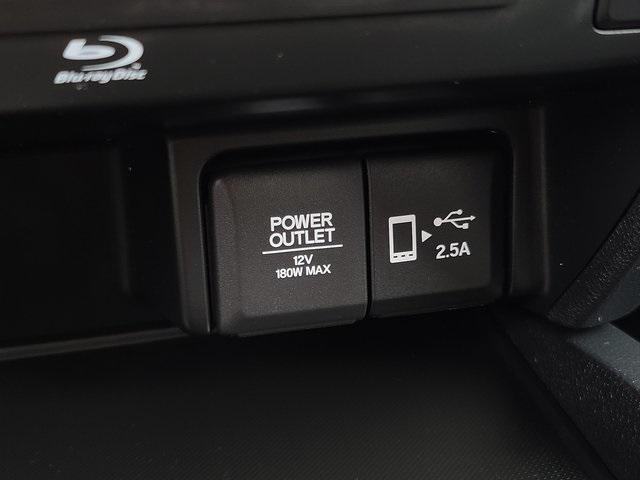 Blu-ray Disc
POWER
OUTLET
12V
180W MAX
2.5A